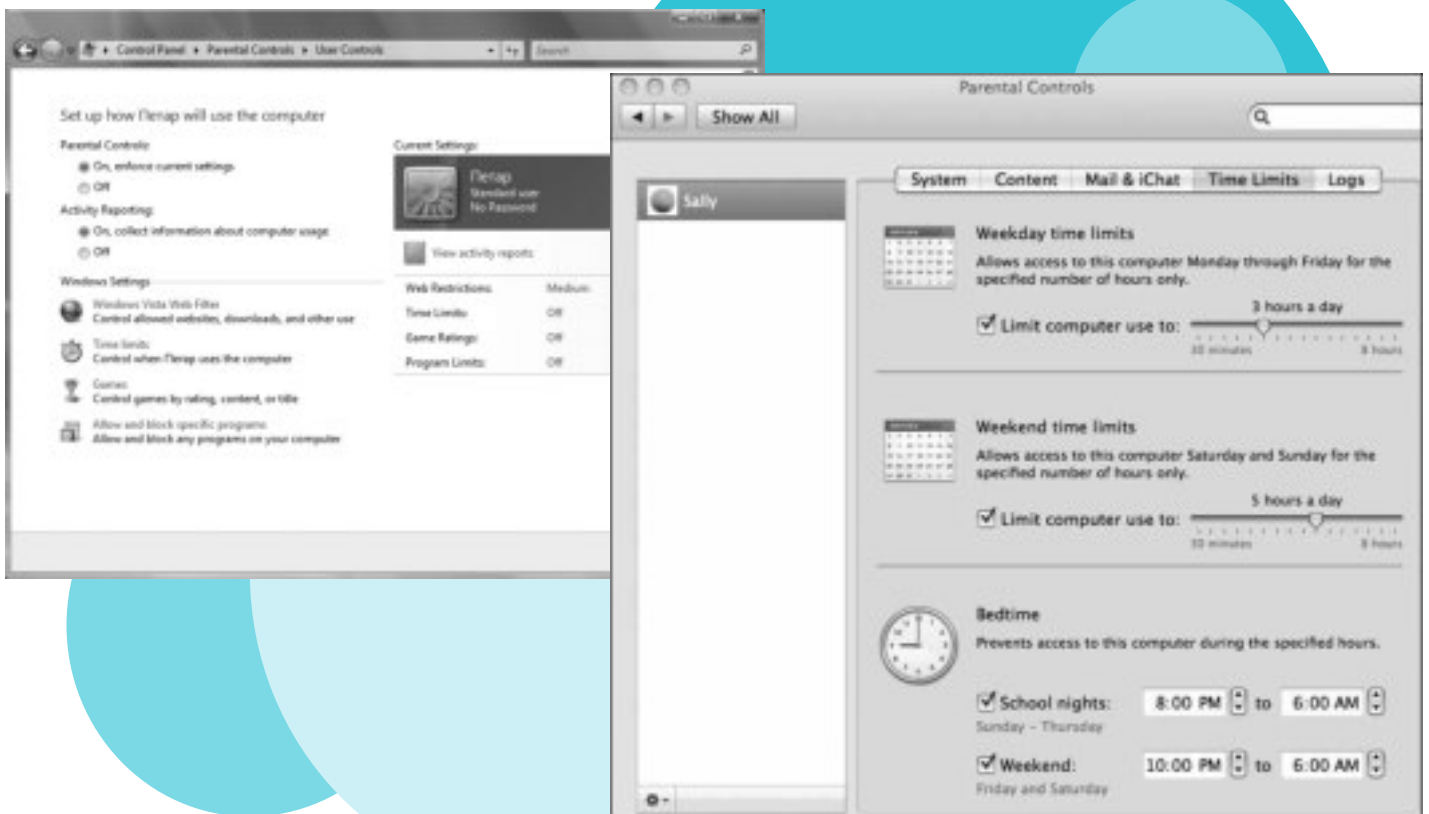 Control Panel ▸ Parental Controls ▸ User Controls
Search
Set up how Петар will use the computer
Parental Controls:
On, enforce current settings
Off
Activity Reporting:
On, collect information about computer usage
Off
Windows Settings
Windows Vista Web Filter
Control allowed websites, downloads, and other use
Time limits
Control when Петар uses the computer
Games
Control games by rating, content, or title
Allow and block specific programs
Allow and block any programs on your computer
Current Settings:
Петар
Standard user
No Password
View activity reports
Web Restrictions: Medium
Time Limits: Off
Game Ratings: Off
Program Limits: Off
Parental Controls
Show All
Sally
System Content Mail & iChat Time Limits Logs
Weekday time limits
Allows access to this computer Monday through Friday for the
specified number of hours only.
3 hours a day
Limit computer use to:
30 minutes 8 hours
Weekend time limits
Allows access to this computer Saturday and Sunday for the
specified number of hours only.
5 hours a day
Limit computer use to:
30 minutes 8 hours
Bedtime
Prevents access to this computer during the specified hours.
School nights: 8:00 PM to 6:00 AM
Sunday - Thursday
Weekend: 10:00 PM to 6:00 AM
Friday and Saturday